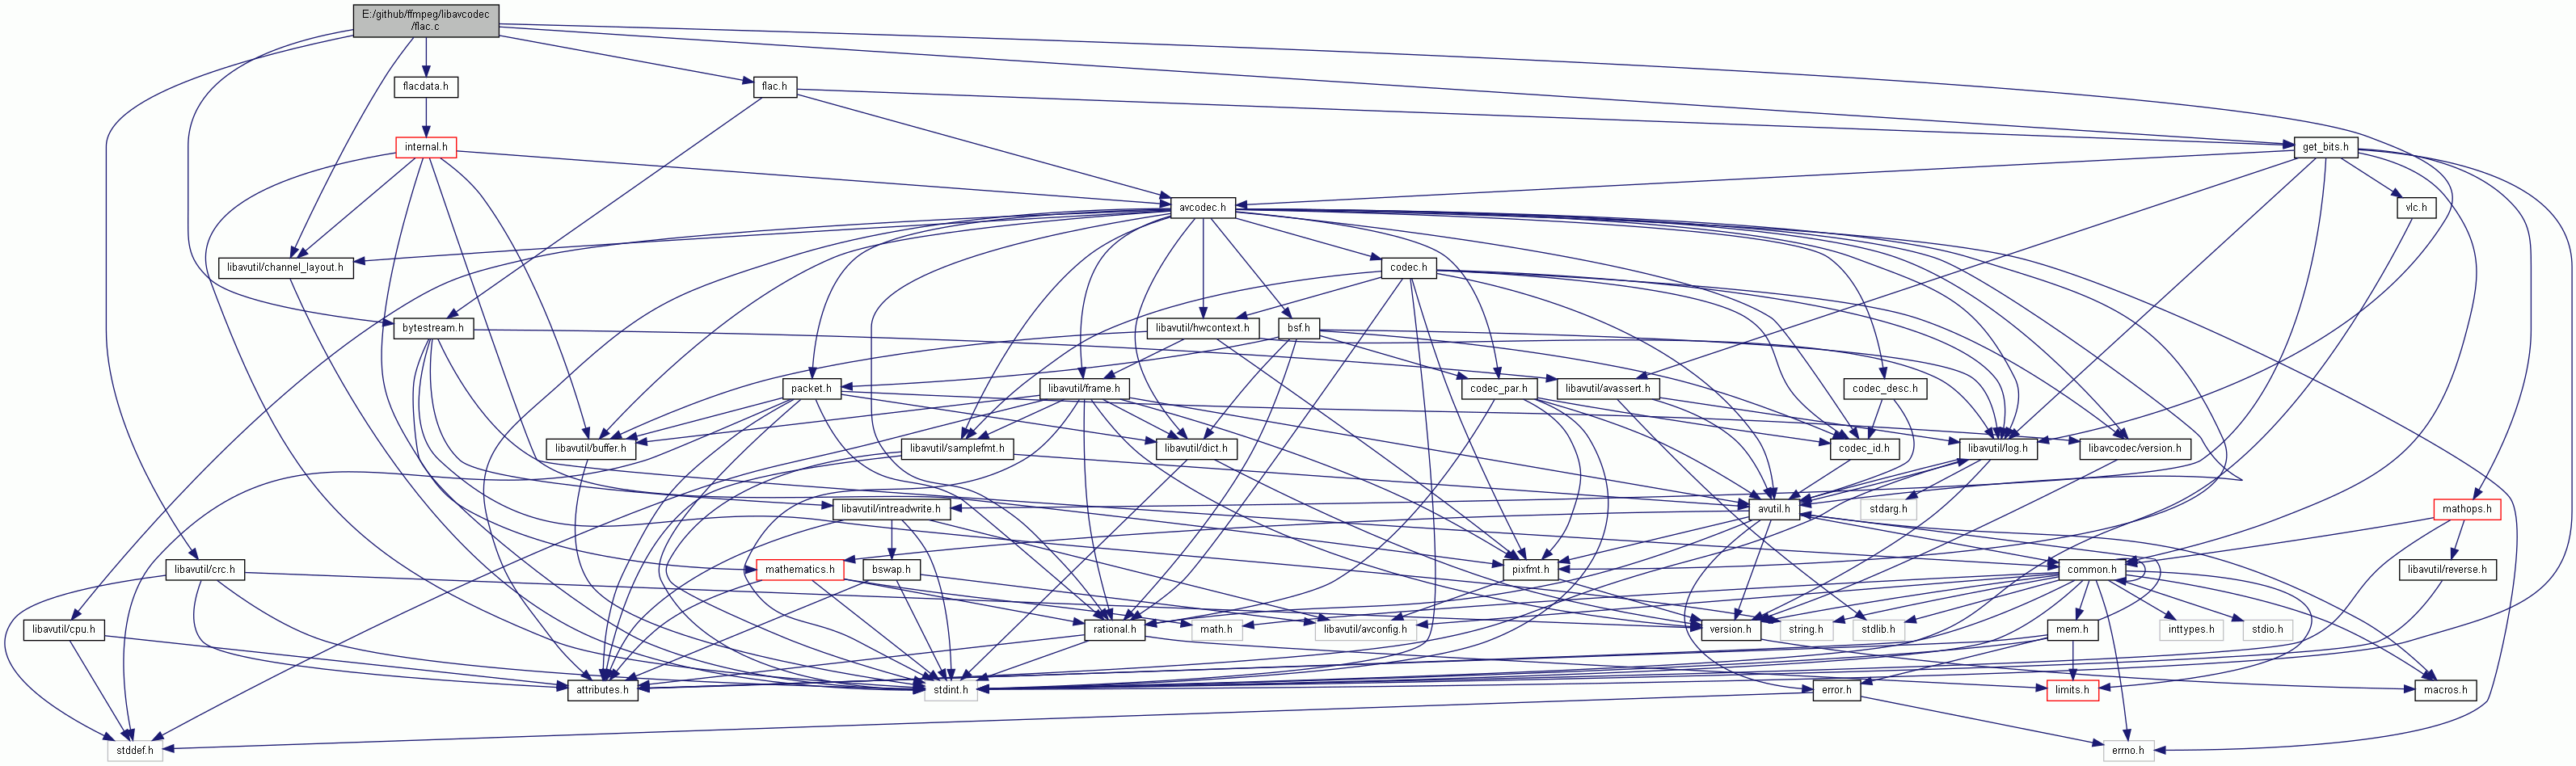 E:/github/ffmpeg/libavcodec
/flac.c
flacdata.h
flac.h
internal.h
get_bits.h
avcodec.h
vlc.h
libavutil/channel_layout.h
codec.h
bytestream.h
libavutil/hwcontext.h
bsf.h
packet.h
libavutil/frame.h
codec_par.h
libavutil/avassert.h
codec_desc.h
libavutil/buffer.h
libavutil/samplefmt.h
libavutil/dict.h
codec_id.h
libavutil/log.h
libavcodec/version.h
libavutil/intreadwrite.h
avutil.h
stdarg.h
mathops.h
libavutil/crc.h
mathematics.h
bswap.h
pixfmt.h
common.h
libavutil/reverse.h
libavutil/cpu.h
rational.h
math.h
libavutil/avconfig.h
version.h
string.h
stdlib.h
mem.h
inttypes.h
stdio.h
attributes.h
stdint.h
error.h
limits.h
macros.h
stddef.h
errno.h